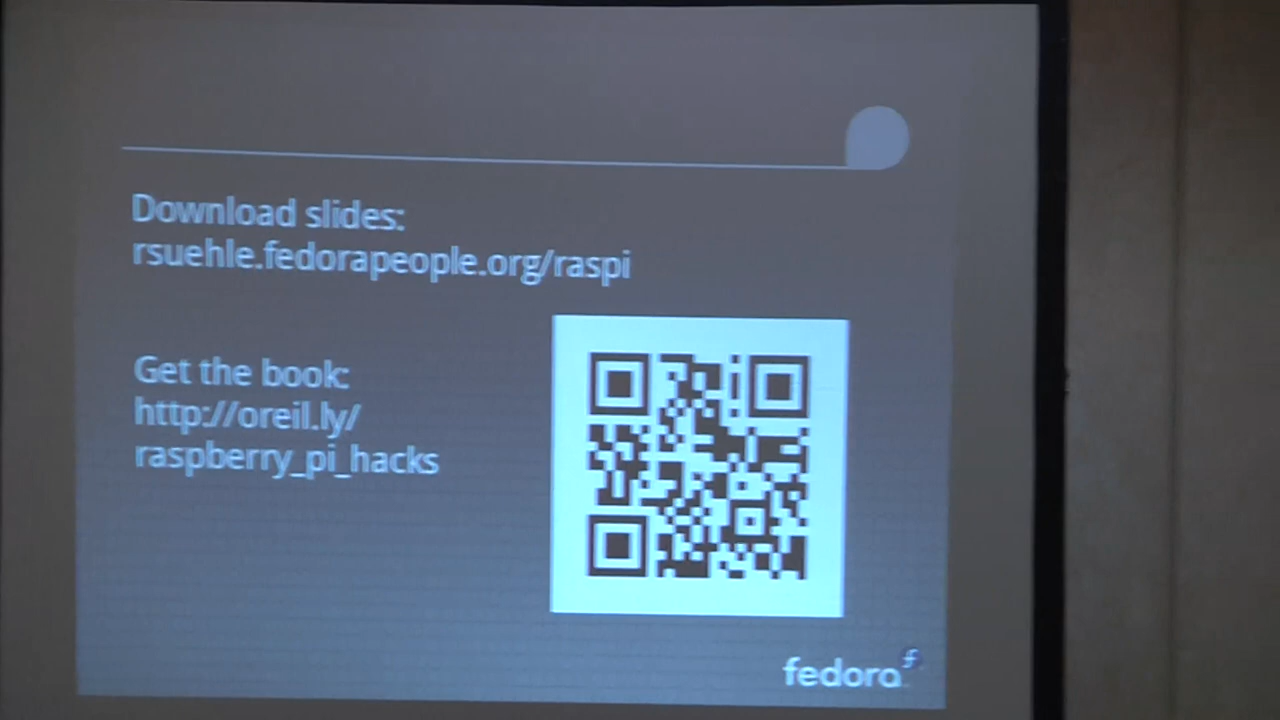 Download slides:
rsuehle.fedorapeople.org/raspi
Get the book:
http://oreil.ly/
raspberry_pi_hacks
fedora